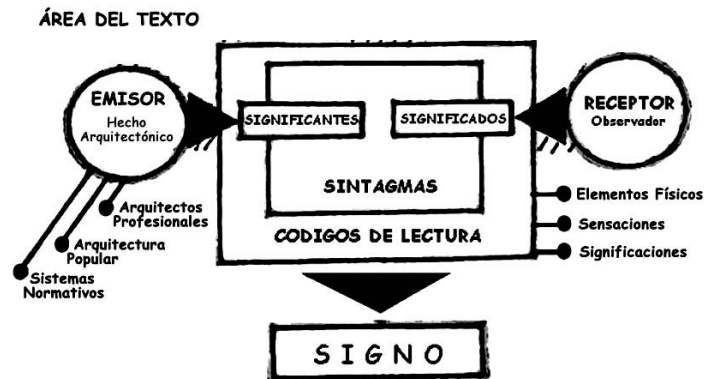 ÁREA DEL TEXTO
EMISOR
Hecho
Arquitectónico
SIGNIFICANTES
SIGNIFICADOS
RECEPTOR
Observador
SINTAGMAS
CODIGOS DE LECTURA
Arquitectos
Profesionales
Arquitectura
Popular
Sistemas
Normativos
Elementos Físicos
Sensaciones
Significaciones
SIGNO